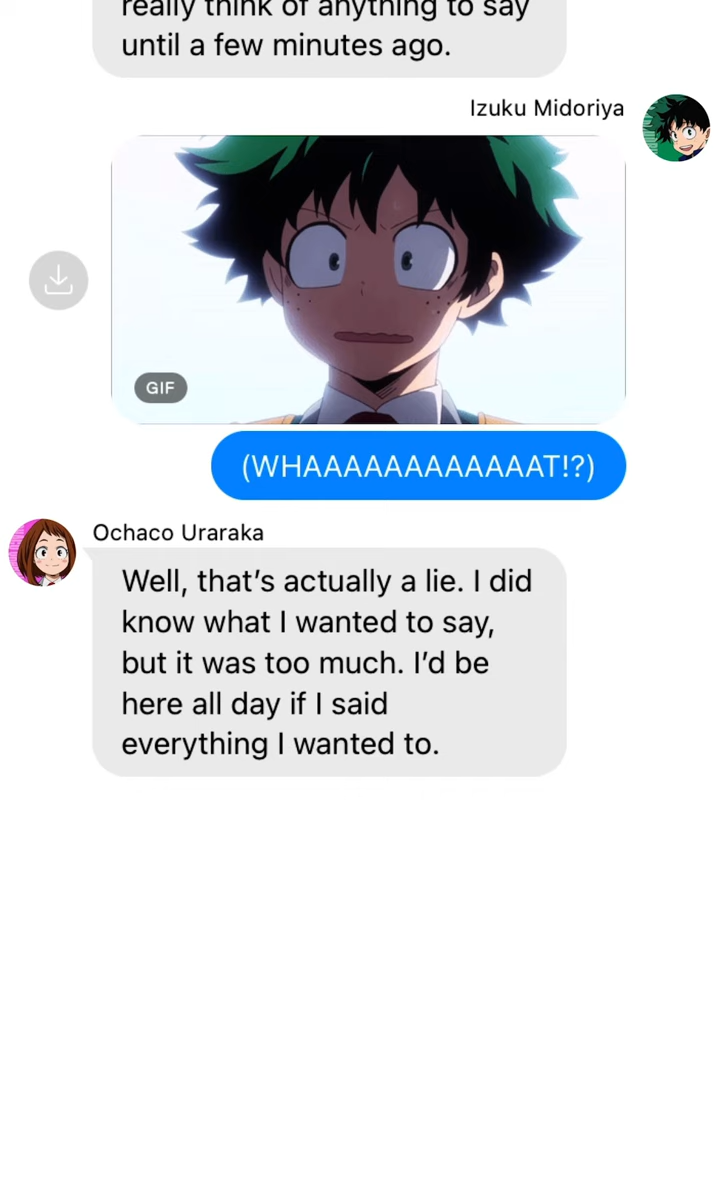 really think of anything to say
until a few minutes ago.
Izuku Midoriya
GIF
(WHAAAAAAAAAAAAT!?)
Ochaco Uraraka
Well, that’s actually a lie. I did
know what I wanted to say,
but it was too much. I’d be
here all day if I said
everything I wanted to.